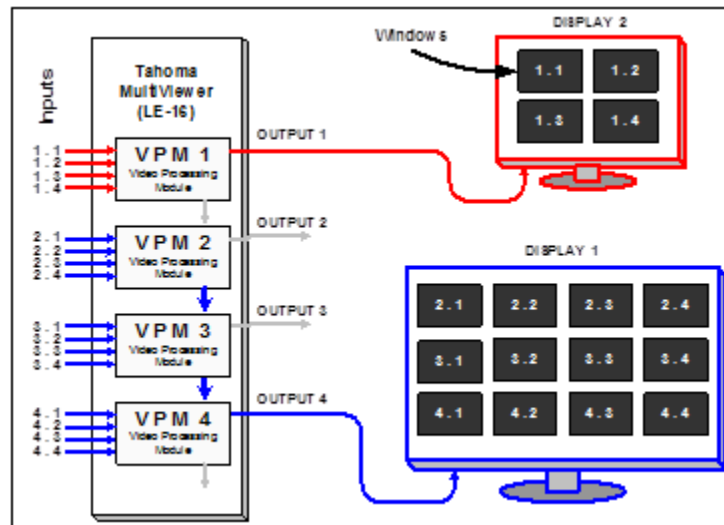 DISPLAY 2
Windows
1.1 1.2
1.3 1.4
Inputs
Tahoma
MultiViewer
(LE-16)
OUTPUT 1
1.1
1.2
1.3
1.4
VPM 1
Video Processing
Module
OUTPUT 2
2.1
2.2
2.3
2.4
VPM 2
Video Processing
Module
OUTPUT 3
3.1
3.2
3.3
3.4
VPM 3
Video Processing
Module
OUTPUT 4
4.1
4.2
4.3
4.4
VPM 4
Video Processing
Module
DISPLAY 1
2.1 2.2 2.3 2.4
3.1 3.2 3.3 3.4
4.1 4.2 4.3 4.4